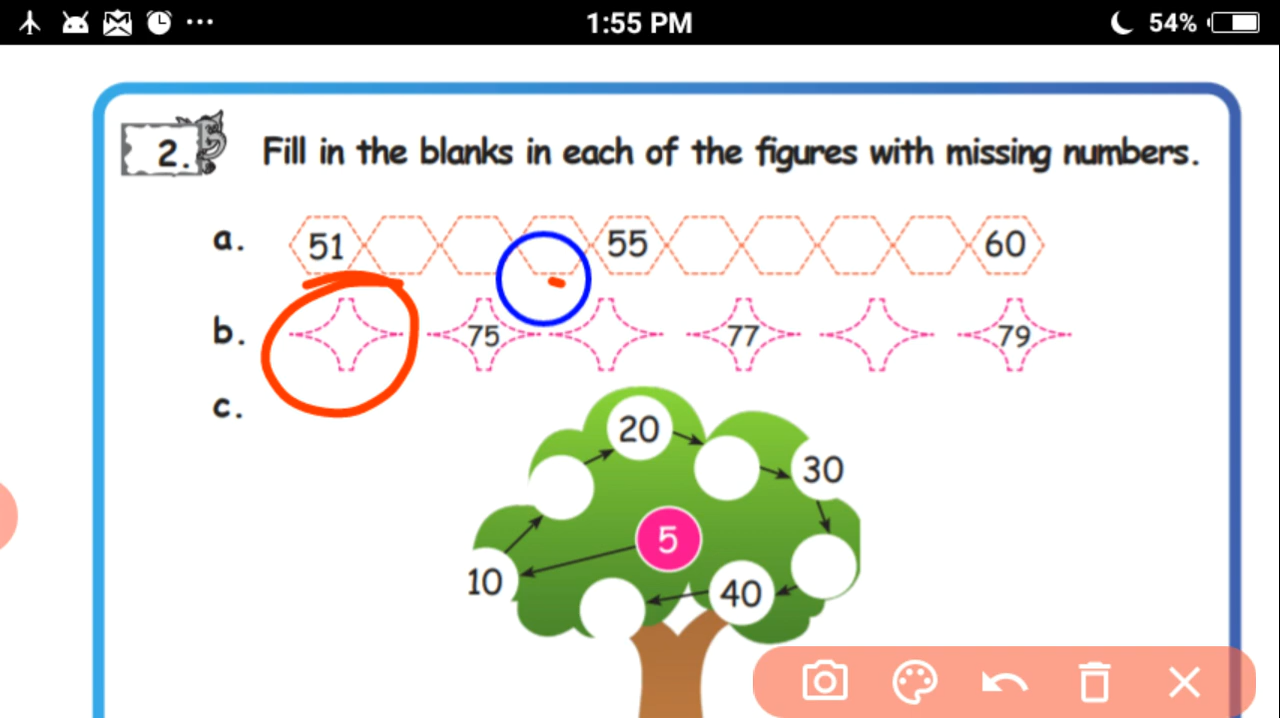 1:55 PM 54%
2. Fill in the blanks in each of the figures with missing numbers.
a. 51 55 60
b. 75 77 79
c.
20
30
5
10
40